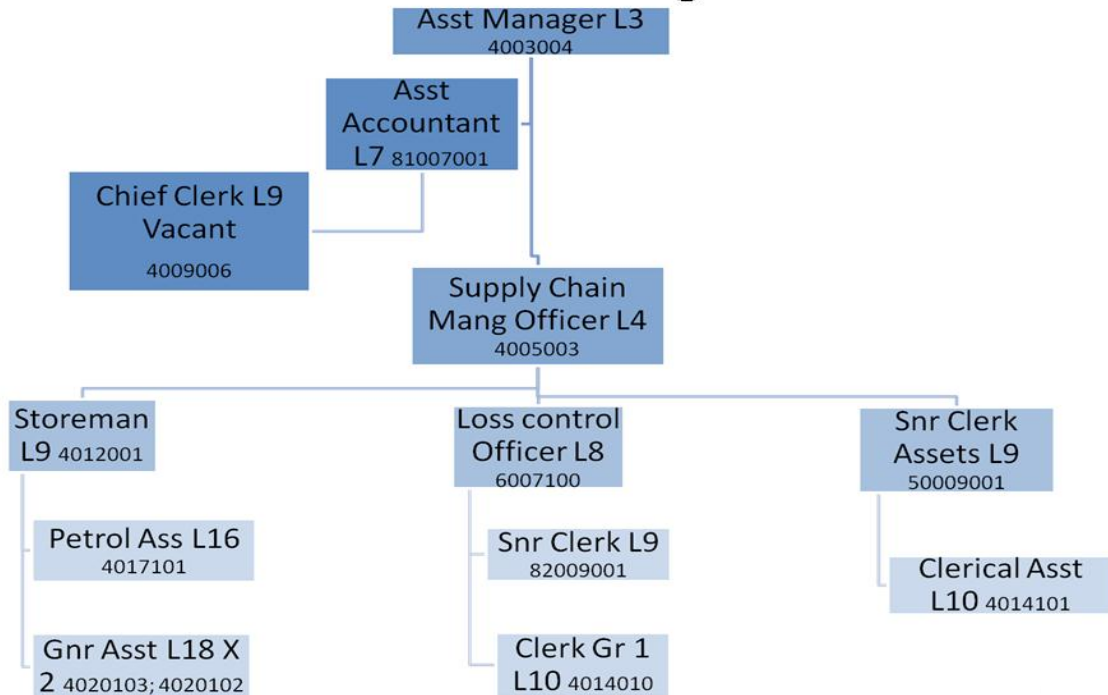 Asst Manager L3
4003004
Asst
Accountant
L7 81007001
Chief Clerk L9
Vacant
4009006
Supply Chain
Mang Officer L4
4005003
Storeman
L9 4012001
Petrol Ass L16
4017101
Gnr Asst L18 X
2 4020103; 4020102
Loss control
Officer L8
6007100
Snr Clerk L9
82009001
Clerk Gr 1
L10 4014010
Snr Clerk
Assets L9
50009001
Clerical Asst
L10 4014101